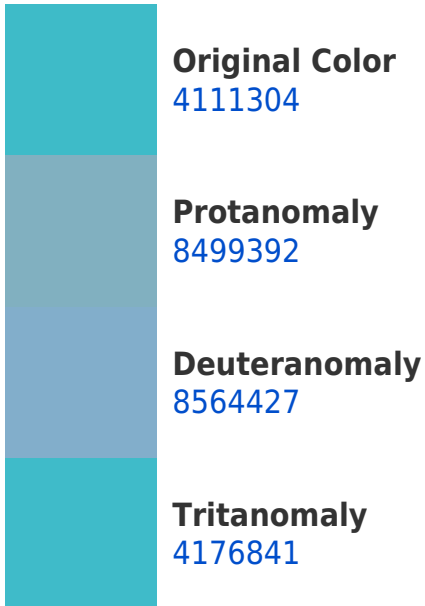 Original Color
4111304
Protanomaly
8499392
Deuteranomaly
8564427
Tritanomaly
4176841